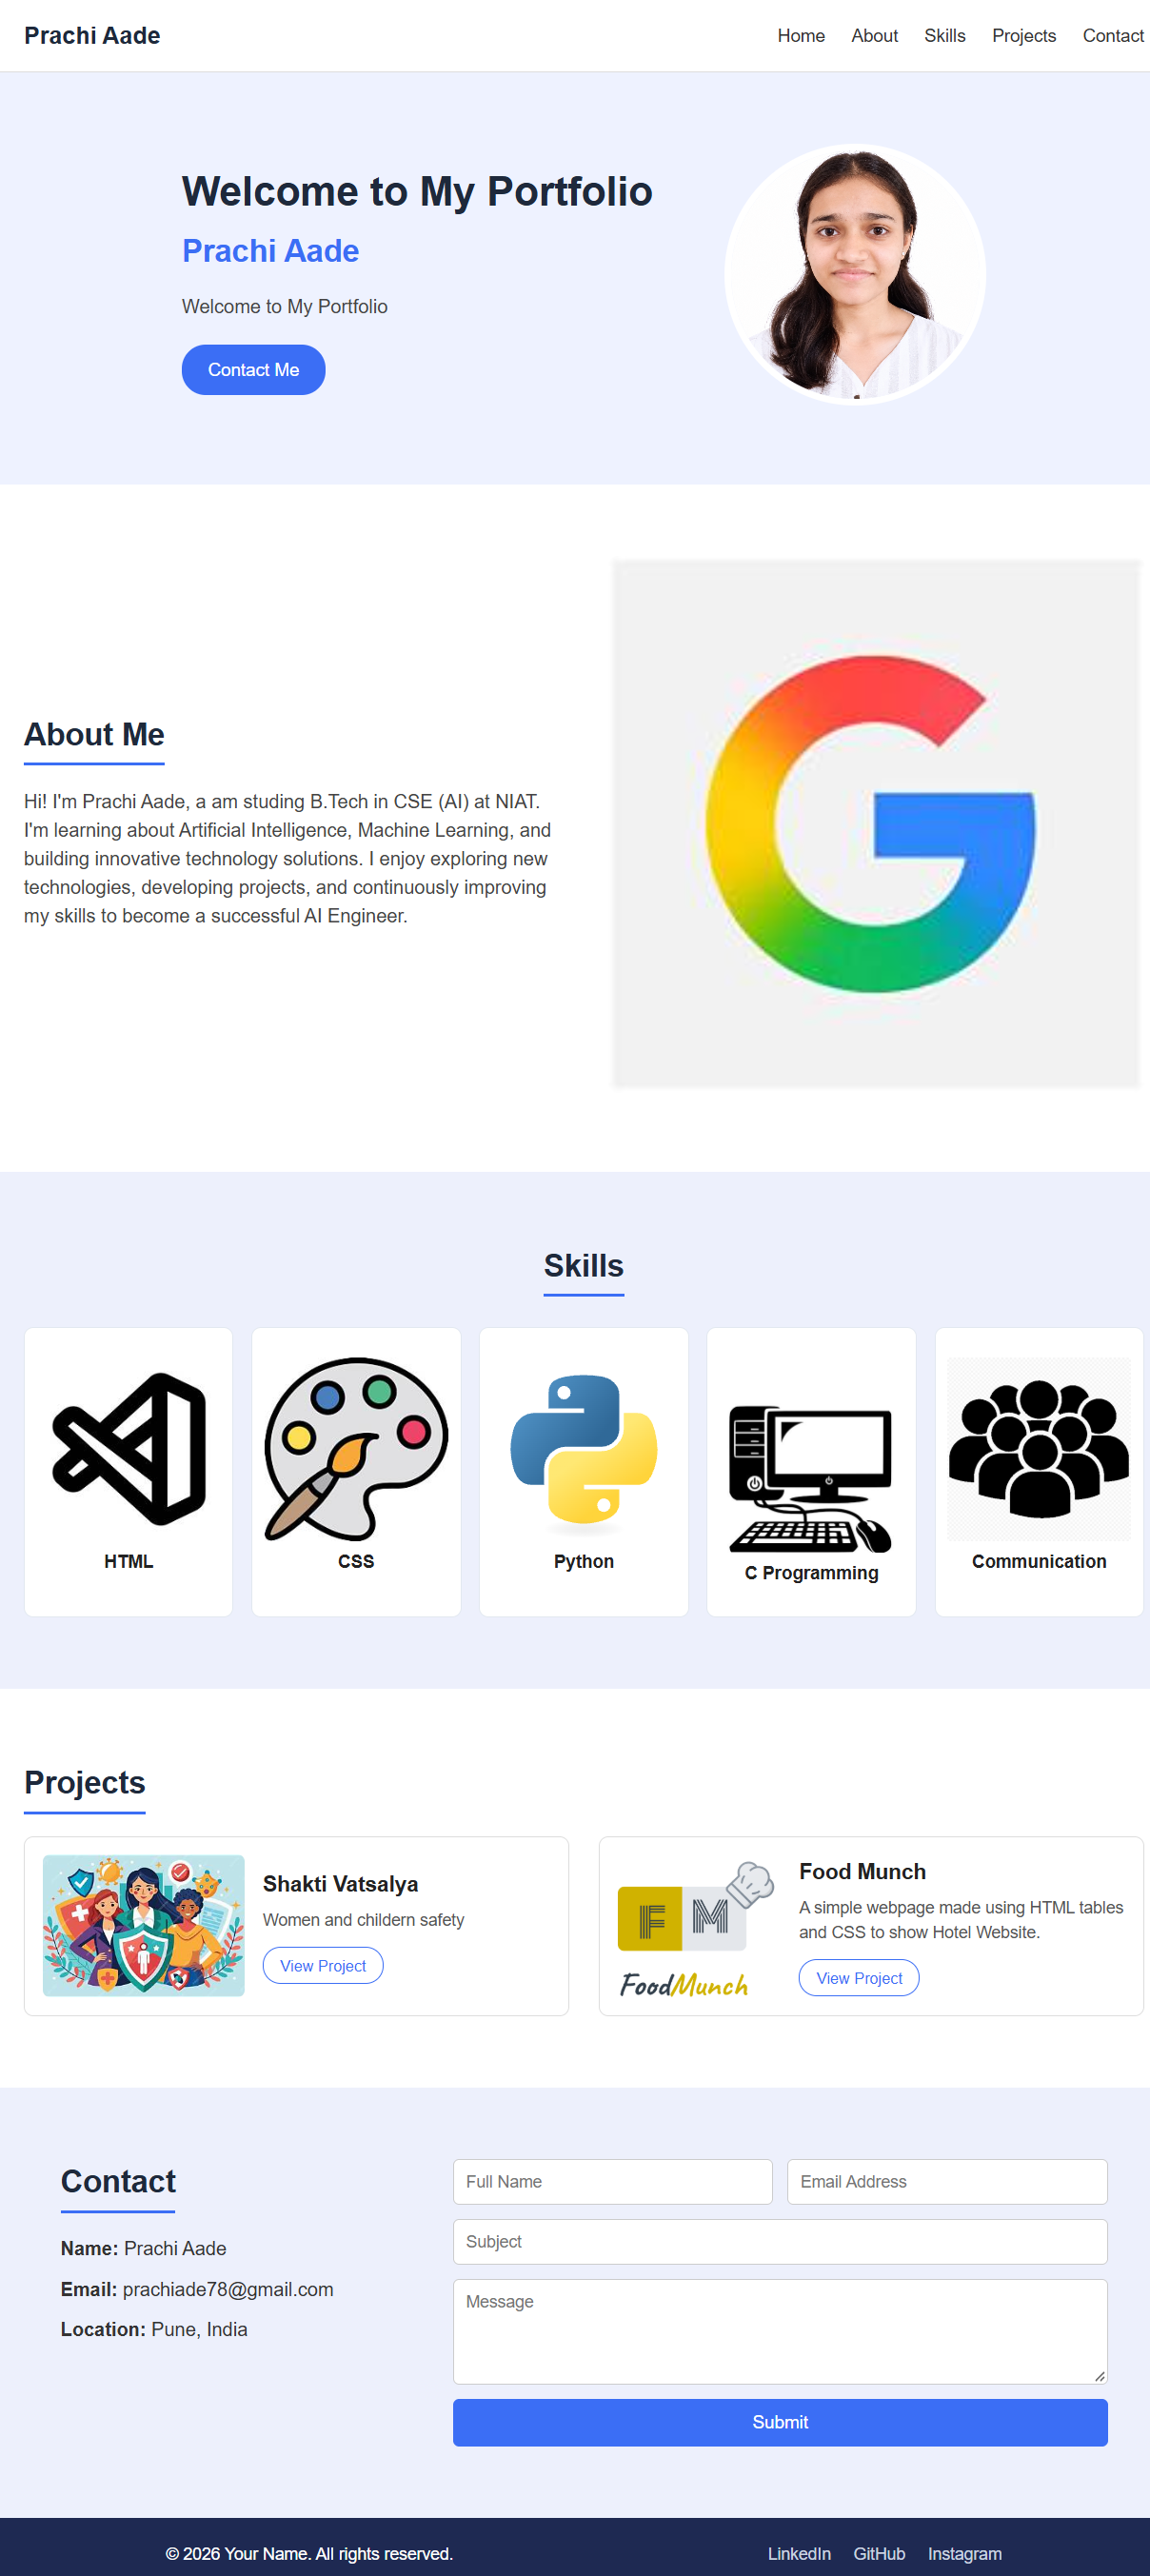 Prachi Aade
Home About Skills Projects Contact
Welcome to My Portfolio
Prachi Aade
Welcome to My Portfolio
Contact Me
About Me
Hi! I'm Prachi Aade, a am studing B.Tech in CSE (AI) at NIAT.
I'm learning about Artificial Intelligence, Machine Learning, and
building innovative technology solutions. I enjoy exploring new
technologies, developing projects, and continuously improving
my skills to become a successful AI Engineer.
G
Skills
HTML
CSS
Python
C Programming
Communication
Projects
Shakti Vatsalya
Women and childern safety
View Project
FM
FoodMunch
Food Munch
A simple webpage made using HTML tables
and CSS to show Hotel Website.
View Project
Contact
Name: Prachi Aade
Email: prachiade78@gmail.com
Location: Pune, India
Full Name
Email Address
Subject
Message
Submit
© 2026 Your Name. All rights reserved.
LinkedIn GitHub Instagram